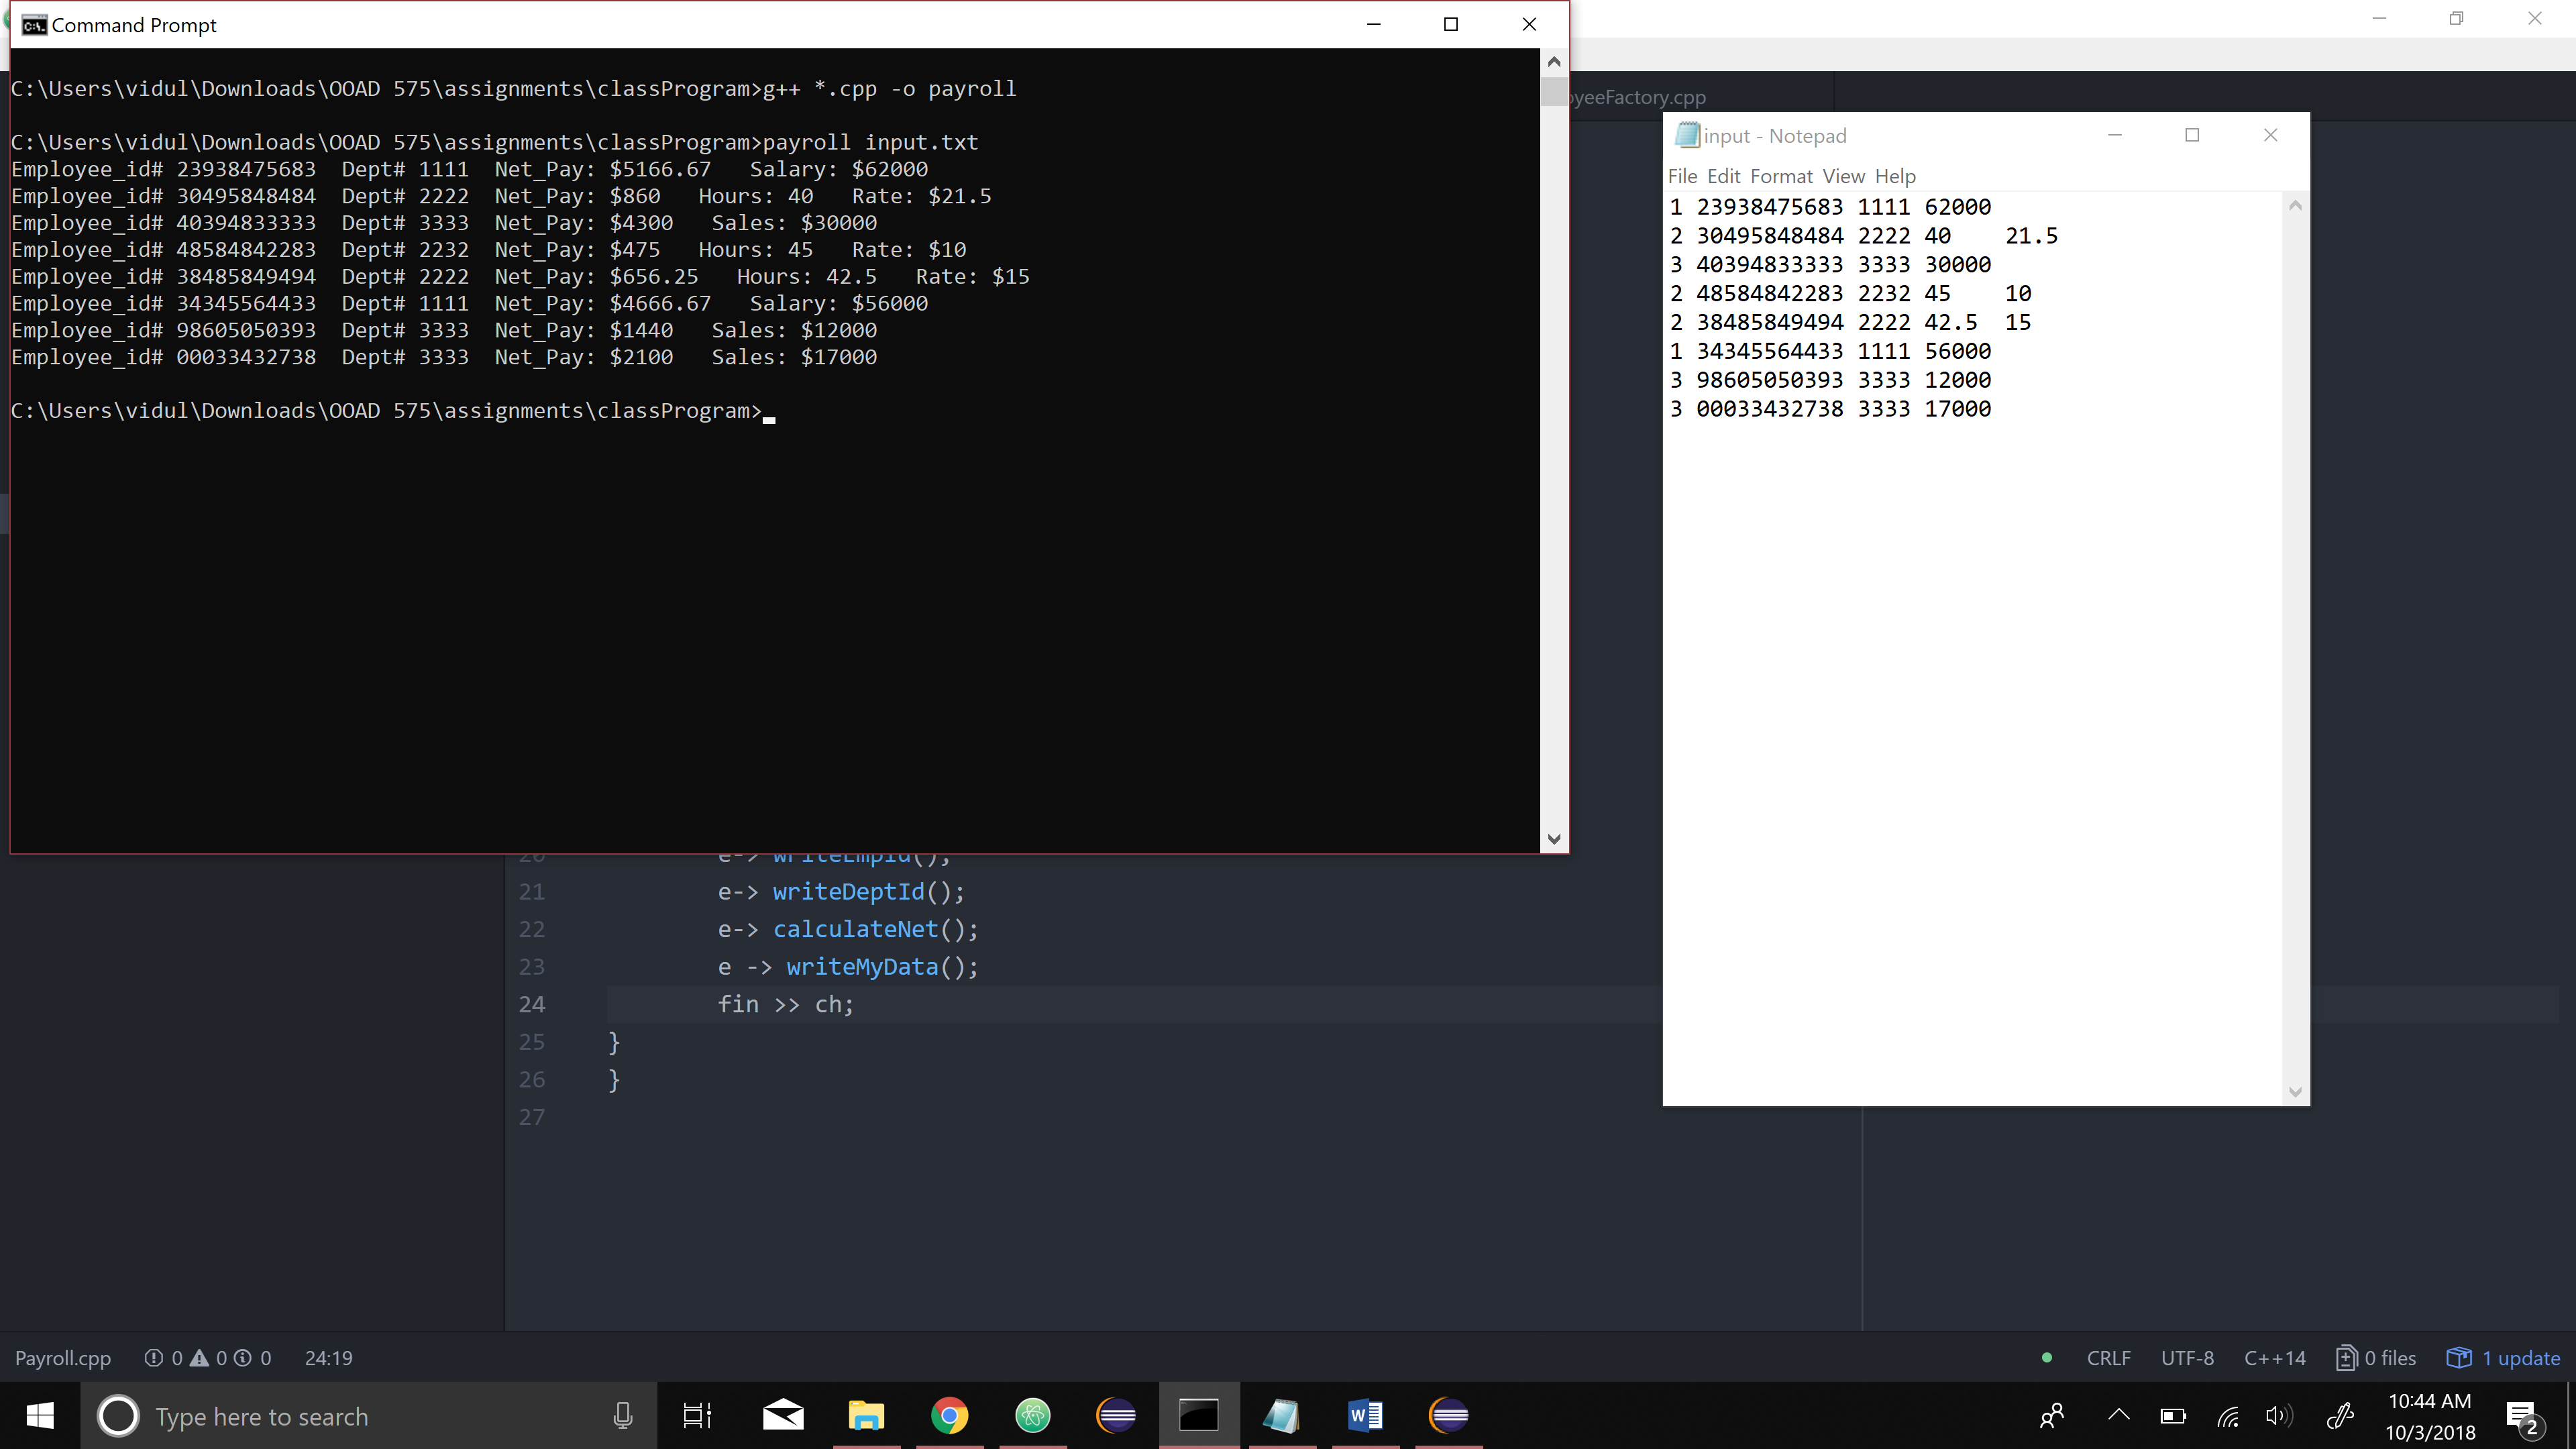 Command Prompt
C:\Users\vidul\Downloads\OOAD 575\assignments\classProgram>g++ *.cpp -o payroll
C:\Users\vidul\Downloads\OOAD 575\assignments\classProgram>payroll input.txt
Employee_id# 23938475683  Dept# 1111  Net_Pay: $5166.67   Salary: $62000
Employee_id# 30495848484  Dept# 2222  Net_Pay: $860   Hours: 40   Rate: $21.5
Employee_id# 40394833333  Dept# 3333  Net_Pay: $4300   Sales: $30000
Employee_id# 48584842283  Dept# 2232  Net_Pay: $475   Hours: 45   Rate: $10
Employee_id# 38485849494  Dept# 2222  Net_Pay: $656.25   Hours: 42.5   Rate: $15
Employee_id# 34345564433  Dept# 1111  Net_Pay: $4666.67   Salary: $56000
Employee_id# 98605050393  Dept# 3333  Net_Pay: $1440   Sales: $12000
Employee_id# 00033432738  Dept# 3333  Net_Pay: $2100   Sales: $17000
C:\Users\vidul\Downloads\OOAD 575\assignments\classProgram>
yeeFactory.cpp
input - Notepad
File Edit Format View Help
1 23938475683 1111 62000
2 30495848484 2222 40    21.5
3 40394833333 3333 30000
2 48584842283 2232 45    10
2 38485849494 2222 42.5  15
1 34345564433 1111 56000
3 98605050393 3333 12000
3 00033432738 3333 17000
20 e-> writeEmpId();
21 e-> writeDeptId();
22 e-> calculateNet();
23 e -> writeMyData();
24 fin >> ch;
25 }
26 }
27
Payroll.cpp 0 0 0 24:19 CRLF UTF-8 C++14 0 files 1 update
Type here to search
10:44 AM
10/3/2018
2